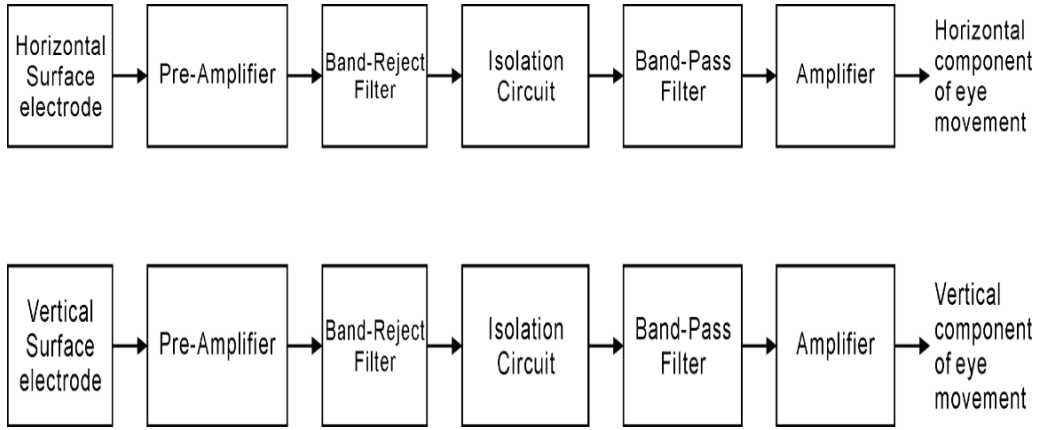 Horizontal
Surface
electrode
Pre-Amplifier
Band-Reject
Filter
Isolation
Circuit
Band-Pass
Filter
Amplifier
Horizontal
component
of eye
movement
Vertical
Surface
electrode
Pre-Amplifier
Band-Reject
Filter
Isolation
Circuit
Band-Pass
Filter
Amplifier
Vertical
component
of eye
movement